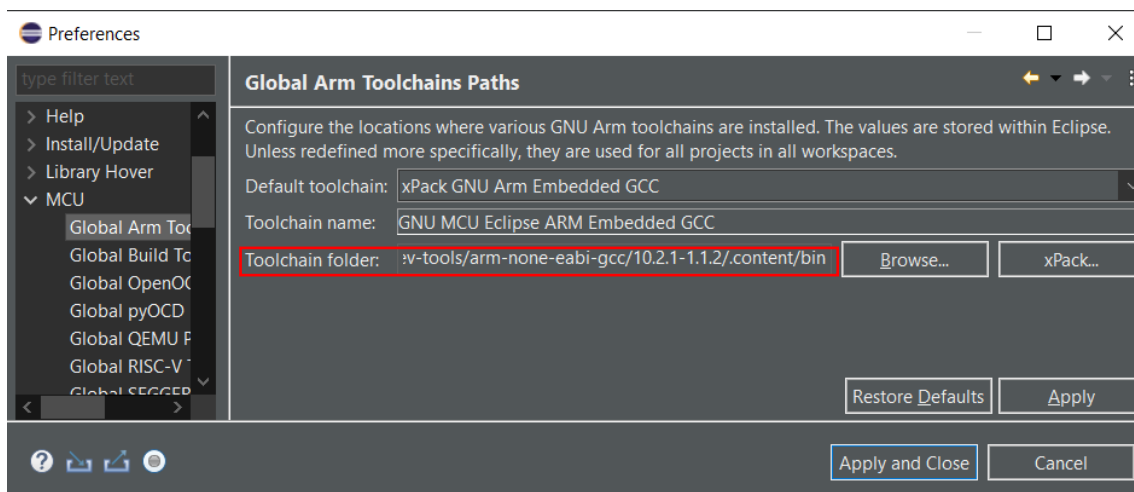 Preferences
type filter text
Help
Install/Update
Library Hover
MCU
Global Arm Too
Global Build To
Global OpenOC
Global pyOCD
Global QEMU P
Global RISC-V
Global SEGGER
Global Arm Toolchains Paths
Configure the locations where various GNU Arm toolchains are installed. The values are stored within Eclipse.
Unless redefined more specifically, they are used for all projects in all workspaces.
Default toolchain: xPack GNU Arm Embedded GCC
Toolchain name: GNU MCU Eclipse ARM Embedded GCC
Toolchain folder: ev-tools/arm-none-eabi-gcc/10.2.1-1.1.2/.content/bin Browse... xPack...
Restore Defaults Apply
Apply and Close Cancel